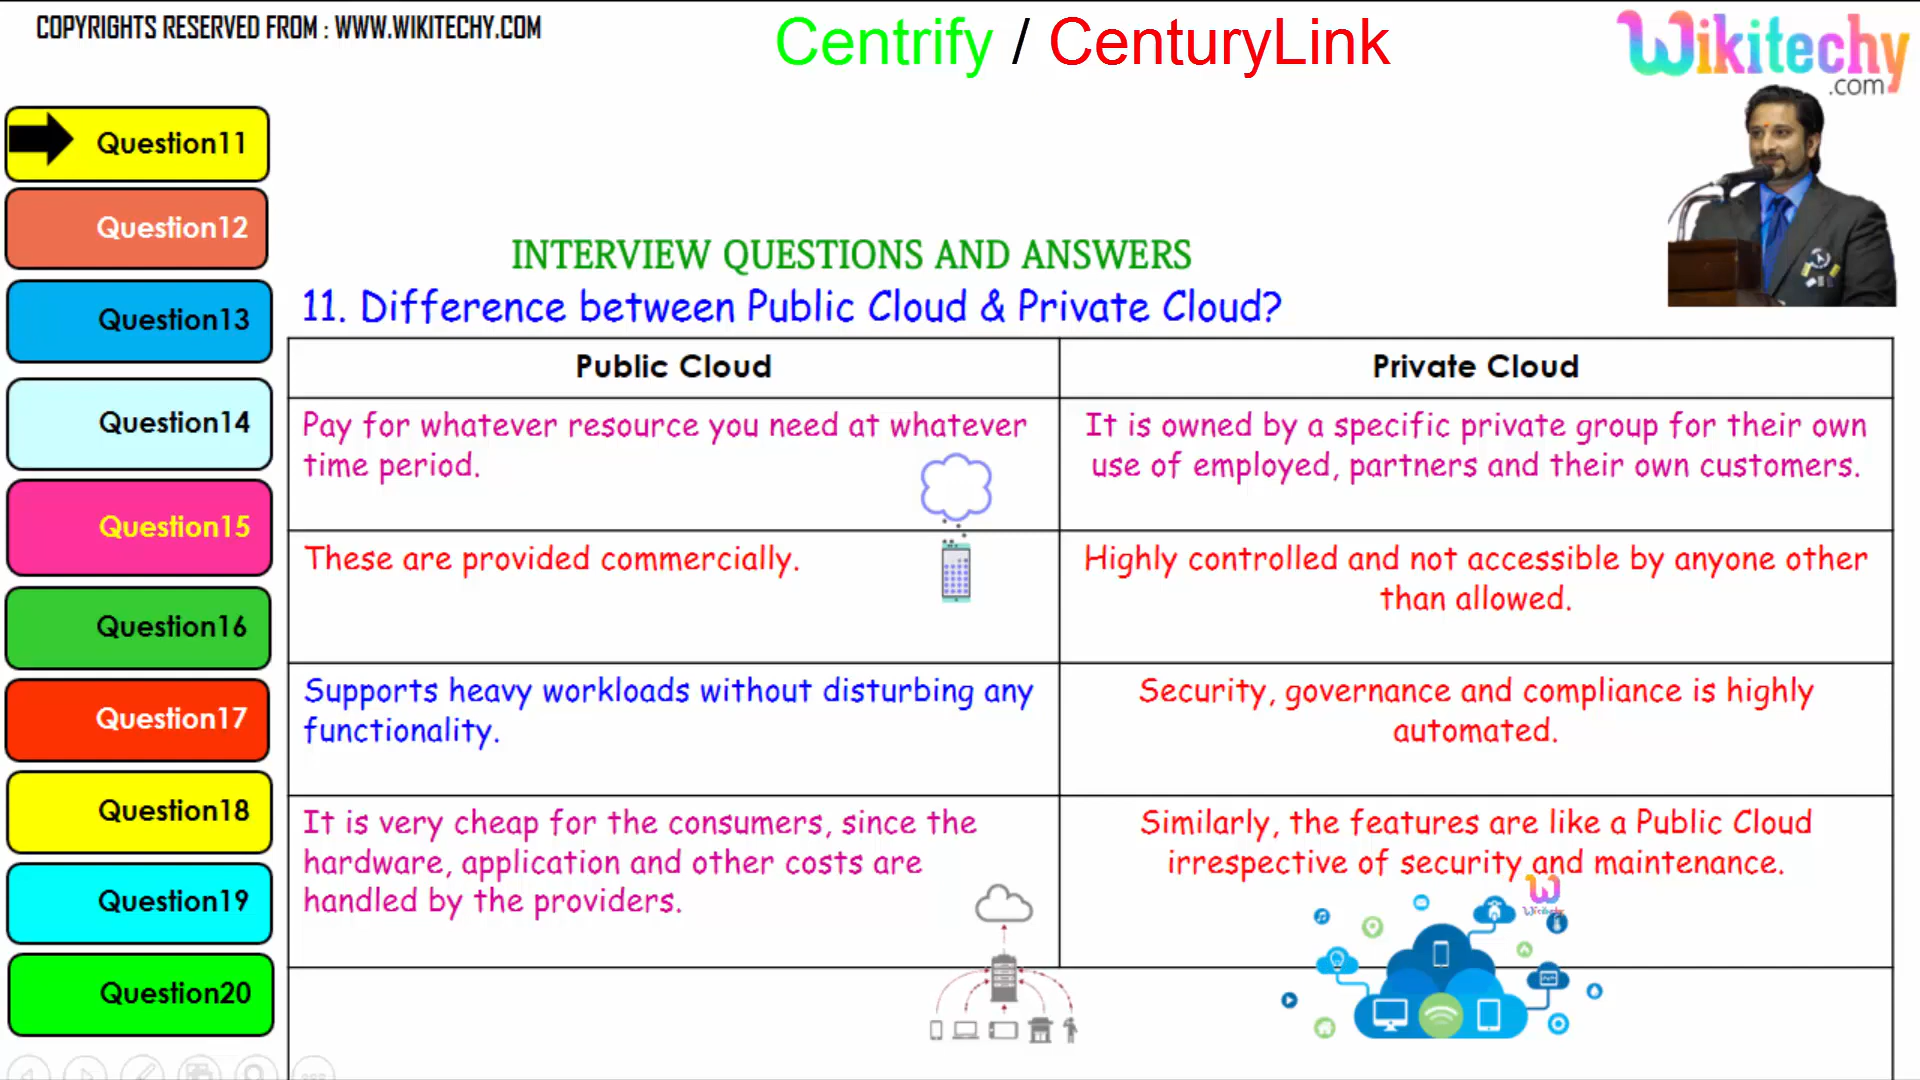 COPYRIGHTS RESERVED FROM : WWW.WIKITECHY.COM
Centrify / CenturyLink
Wikitechy
.com
Question11
Question12
Question13
Question14
Question15
Question16
Question17
Question18
Question19
Question20
INTERVIEW QUESTIONS AND ANSWERS
11. Difference between Public Cloud & Private Cloud?
Public Cloud
Private Cloud
Pay for whatever resource you need at whatever
time period.
It is owned by a specific private group for their own
use of employed, partners and their own customers.
These are provided commercially.
Highly controlled and not accessible by anyone other
than allowed.
Supports heavy workloads without disturbing any
functionality.
Security, governance and compliance is highly
automated.
It is very cheap for the consumers, since the
hardware, application and other costs are
handled by the providers.
Similarly, the features are like a Public Cloud
irrespective of security and maintenance.
W
Wikitechy